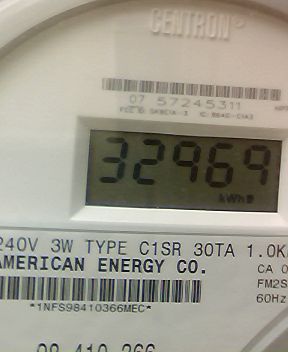 CENTRON
07 57245311
32969
kWh
240V 3W TYPE C1SR 30TA 1.0K
AMERICAN ENERGY CO.
CA 0
FM2S
60Hz
*1NFS98410366MEC*